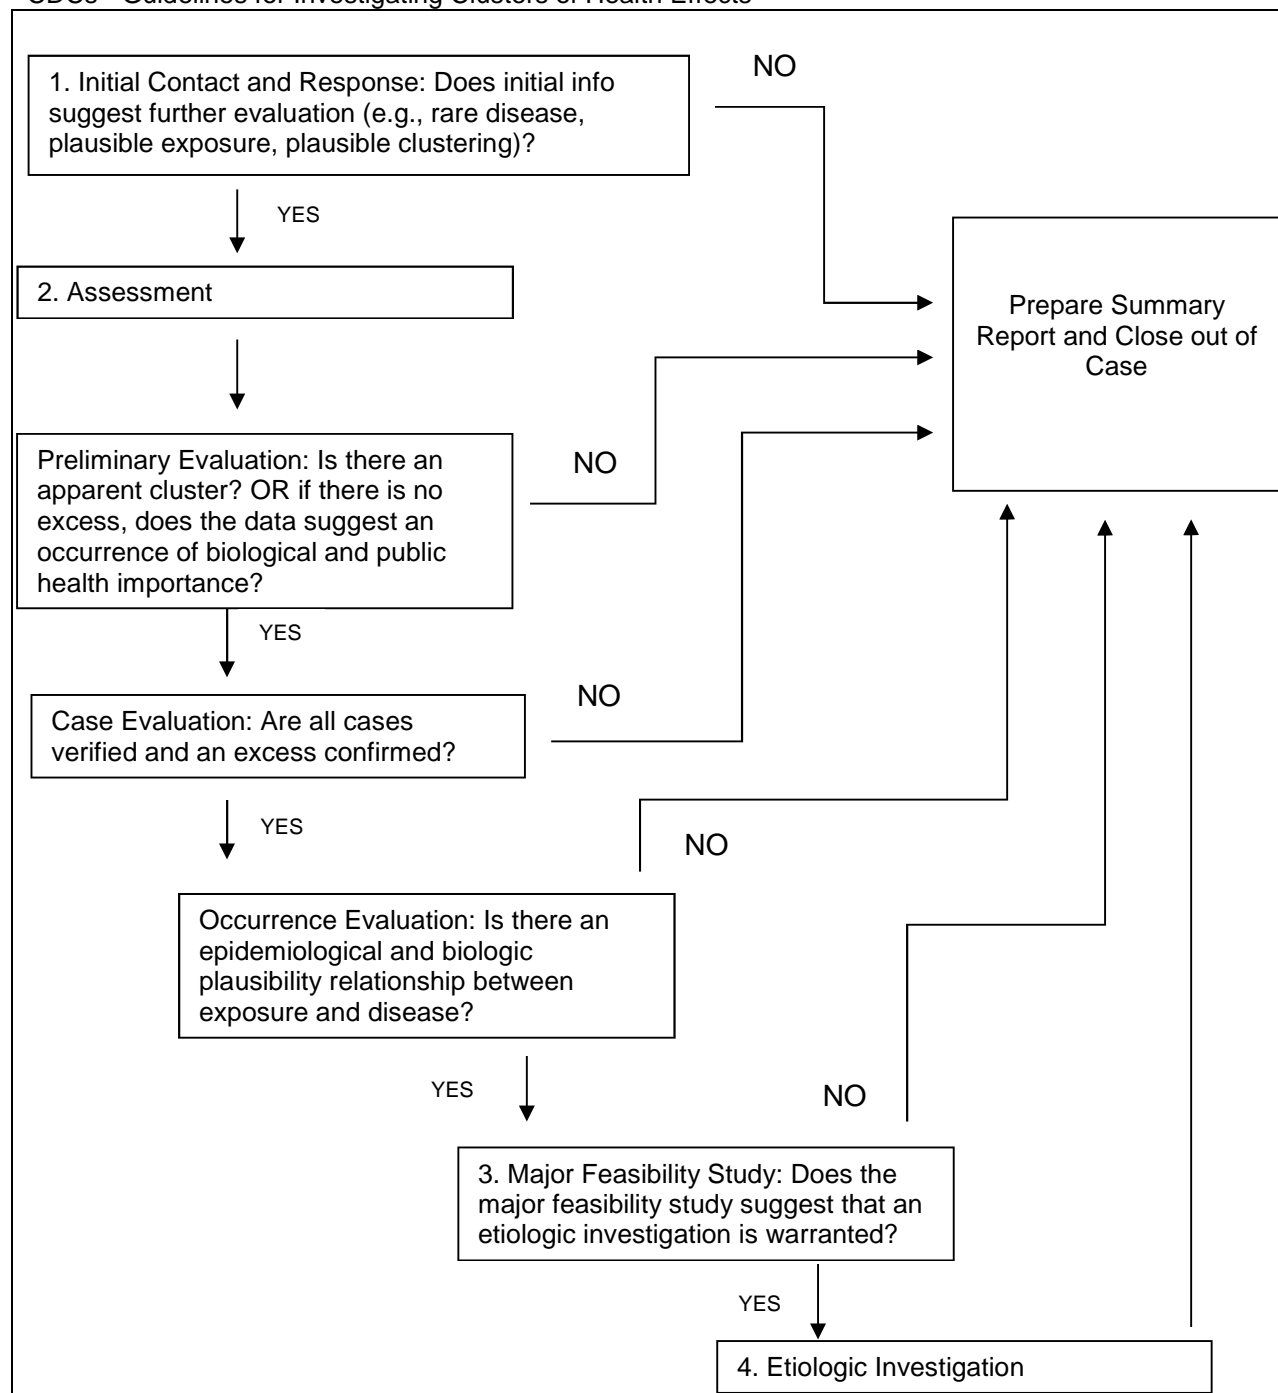 CDCs - Guidelines for Investigating Clusters of Health Effects
1. Initial Contact and Response: Does initial info
suggest further evaluation (e.g., rare disease,
plausible exposure, plausible clustering)?
NO
YES
2. Assessment
Prepare Summary
Report and Close out of
Case
Preliminary Evaluation: Is there an
apparent cluster? OR if there is no
excess, does the data suggest an
occurrence of biological and public
health importance?
NO
YES
Case Evaluation: Are all cases
verified and an excess confirmed?
NO
YES
NO
Occurrence Evaluation: Is there an
epidemiological and biologic
plausibility relationship between
exposure and disease?
YES
NO
3. Major Feasibility Study: Does the
major feasibility study suggest that an
etiologic investigation is warranted?
YES
4. Etiologic Investigation